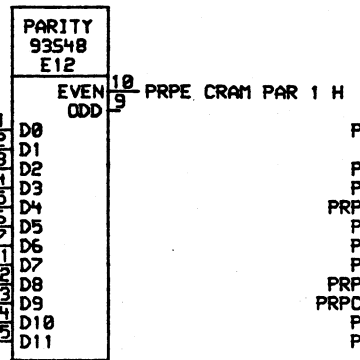 PARITY
93S48
E12
EVEN 10 PRPE CRAM PAR 1 H
ODD 9
D0
D1
D2
D3
D4
D5
D6
D7
D8
D9
D10
D11